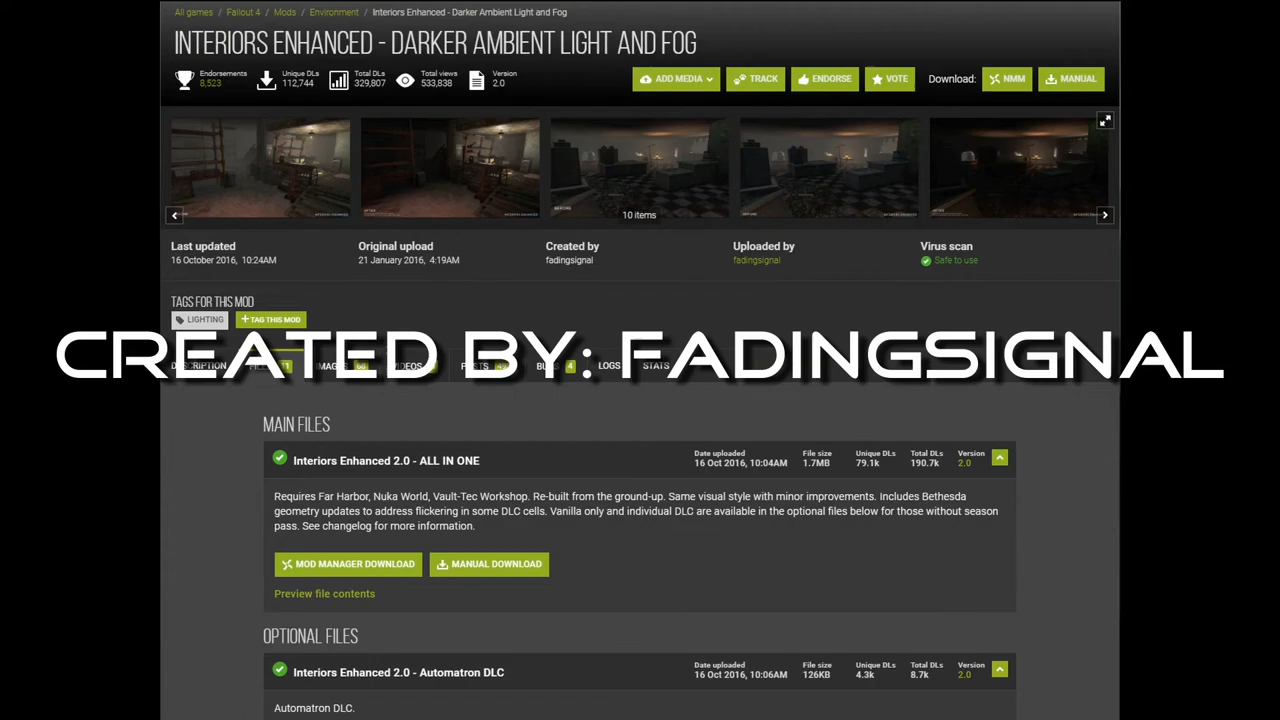 All games / Fallout 4 / Mods / Environment / Interiors Enhanced - Darker Ambient Light and Fog
INTERIORS ENHANCED - DARKER AMBIENT LIGHT AND FOG
Endorsements 8,523 Unique DLs 112,744 Total DLs 329,807 Total views 533,838 Version 2.0
ADD MEDIA TRACK ENDORSE VOTE Download: NMM MANUAL
10 items
Last updated Original upload Created by Uploaded by Virus scan
16 October 2016, 10:24AM 21 January 2016, 4:19AM fadingsignal fadingsignal Safe to use
TAGS FOR THIS MOD
LIGHTING + TAG THIS MOD
CREATED BY: FADINGSIGNAL
DESCRIPTION FILES 11 IMAGES VIDEOS POSTS BUGS 4 LOGS STATS
MAIN FILES
Interiors Enhanced 2.0 - ALL IN ONE
Date uploaded File size Unique DLs Total DLs Version
16 Oct 2016, 10:04AM 1.7MB 79.1k 190.7k 2.0
Requires Far Harbor, Nuka World, Vault-Tec Workshop. Re-built from the ground-up. Same visual style with minor improvements. Includes Bethesda
geometry updates to address flickering in some DLC cells. Vanilla only and individual DLC are available in the optional files below for those without season
pass. See changelog for more information.
MOD MANAGER DOWNLOAD MANUAL DOWNLOAD
Preview file contents
OPTIONAL FILES
Interiors Enhanced 2.0 - Automatron DLC
Date uploaded File size Unique DLs Total DLs Version
16 Oct 2016, 10:06AM 126KB 4.3k 8.7k 2.0
Automatron DLC.